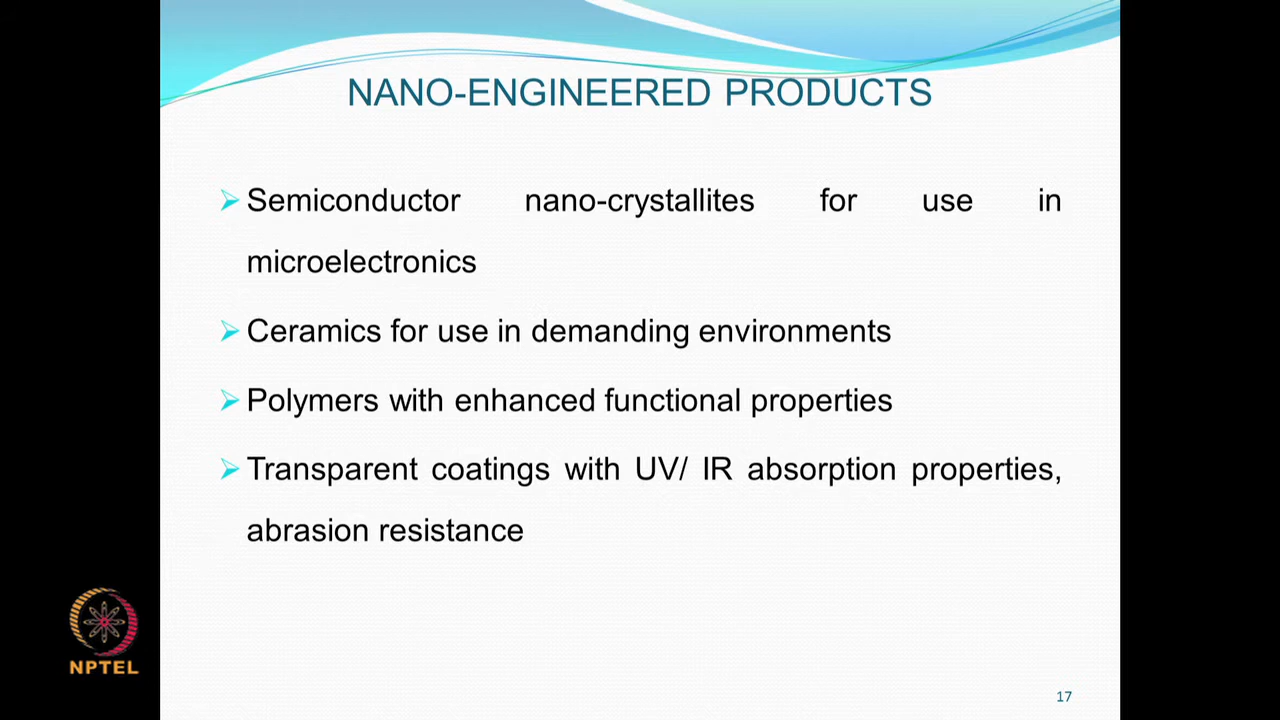 NANO-ENGINEERED PRODUCTS
Semiconductor nano-crystallites for use in
microelectronics
Ceramics for use in demanding environments
Polymers with enhanced functional properties
Transparent coatings with UV/ IR absorption properties,
abrasion resistance
NPTEL
17